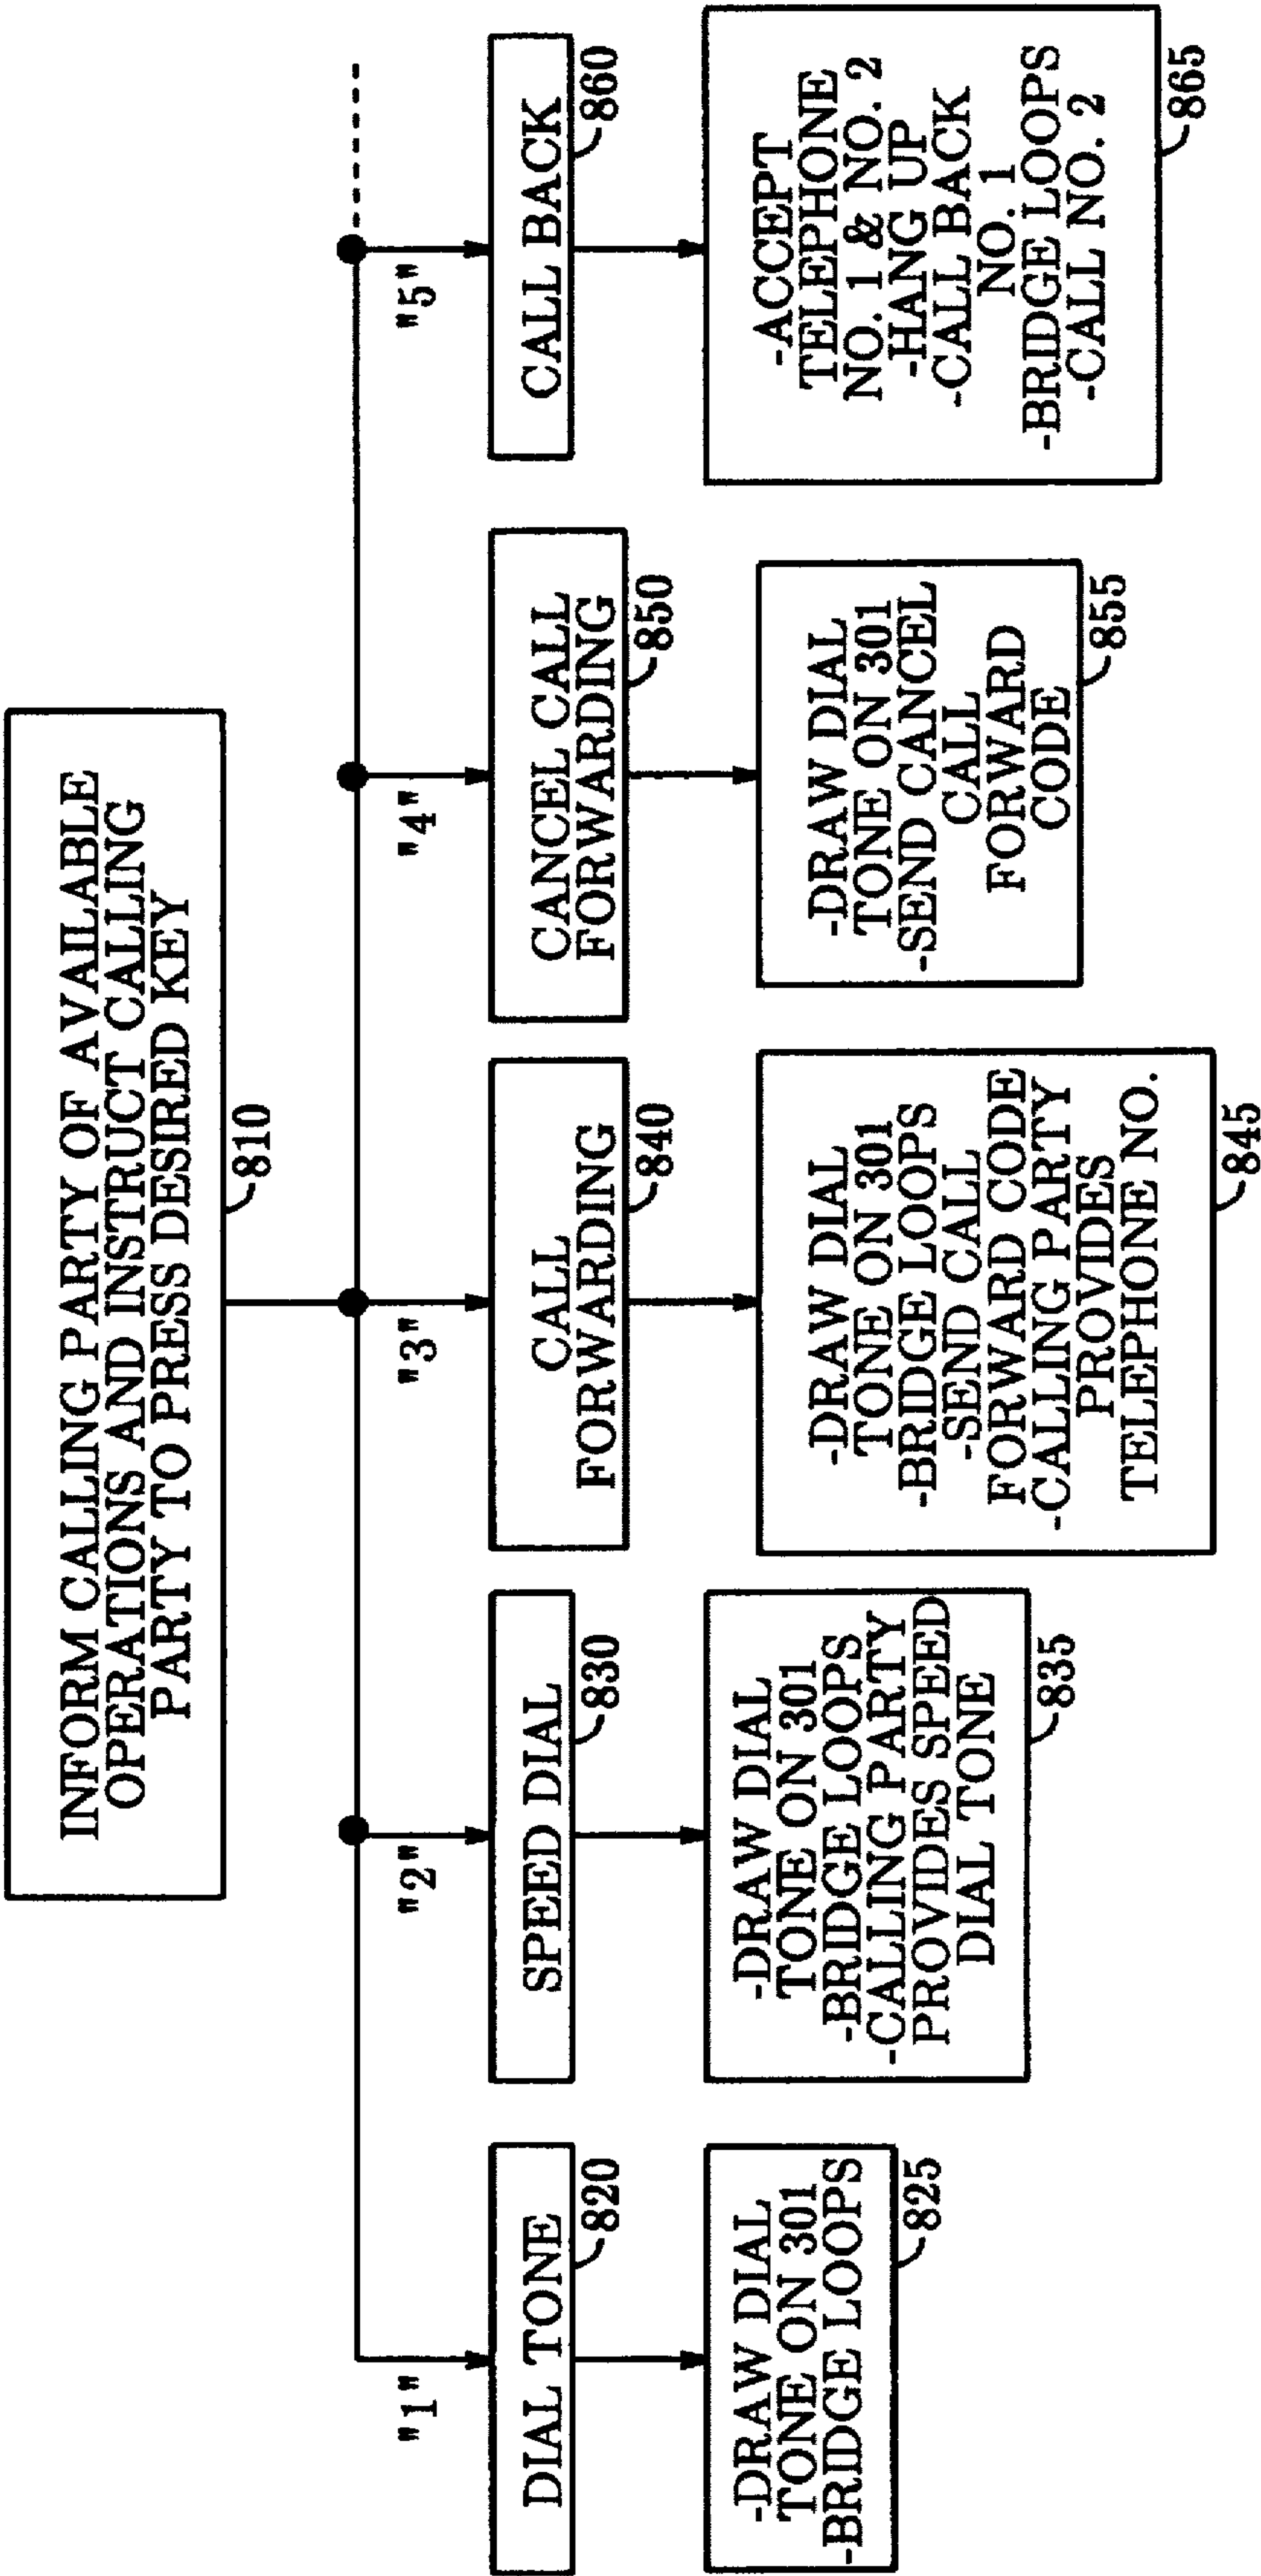 INFORM CALLING PARTY OF AVAILABLE
OPERATIONS AND INSTRUCT CALLING
PARTY TO PRESS DESIRED KEY
810
"1"
DIAL TONE
820
-DRAW DIAL
TONE ON 301
-BRIDGE LOOPS
825
"2"
SPEED DIAL
830
-DRAW DIAL
TONE ON 301
-BRIDGE LOOPS
-CALLING PARTY
PROVIDES SPEED
DIAL TONE
835
"3"
CALL
FORWARDING
840
-DRAW DIAL
TONE ON 301
-BRIDGE LOOPS
-SEND CALL
FORWARD CODE
-CALLING PARTY
PROVIDES
TELEPHONE NO.
845
"4"
CANCEL CALL
FORWARDING
850
-DRAW DIAL
TONE ON 301
-SEND CANCEL
CALL
FORWARD
CODE
855
"5"
CALL BACK
860
-ACCEPT
TELEPHONE
NO. 1 & NO. 2
-HANG UP
-CALL BACK
NO. 1
-BRIDGE LOOPS
-CALL NO. 2
865